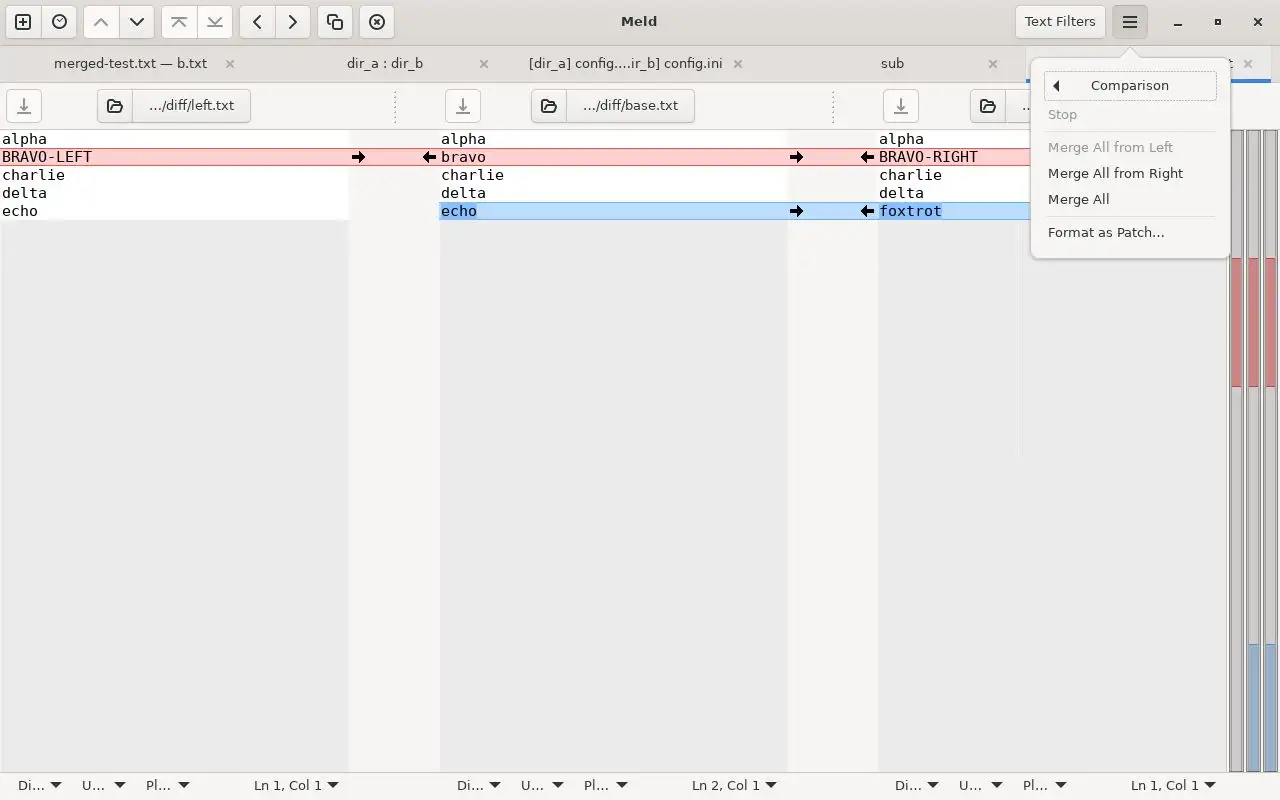 Meld
Text Filters
merged-test.txt — b.txt
dir_a : dir_b
[dir_a] config.…ir_b] config.ini
sub
.../diff/left.txt
.../diff/base.txt
..
Comparison
Stop
Merge All from Left
Merge All from Right
Merge All
Format as Patch...
alpha
BRAVO-LEFT
charlie
delta
echo
alpha
bravo
charlie
delta
echo
alpha
BRAVO-RIGHT
charlie
delta
foxtrot
Di... U... Pl... Ln 1, Col 1
Di... U... Pl... Ln 2, Col 1
Di... U... Pl... Ln 1, Col 1